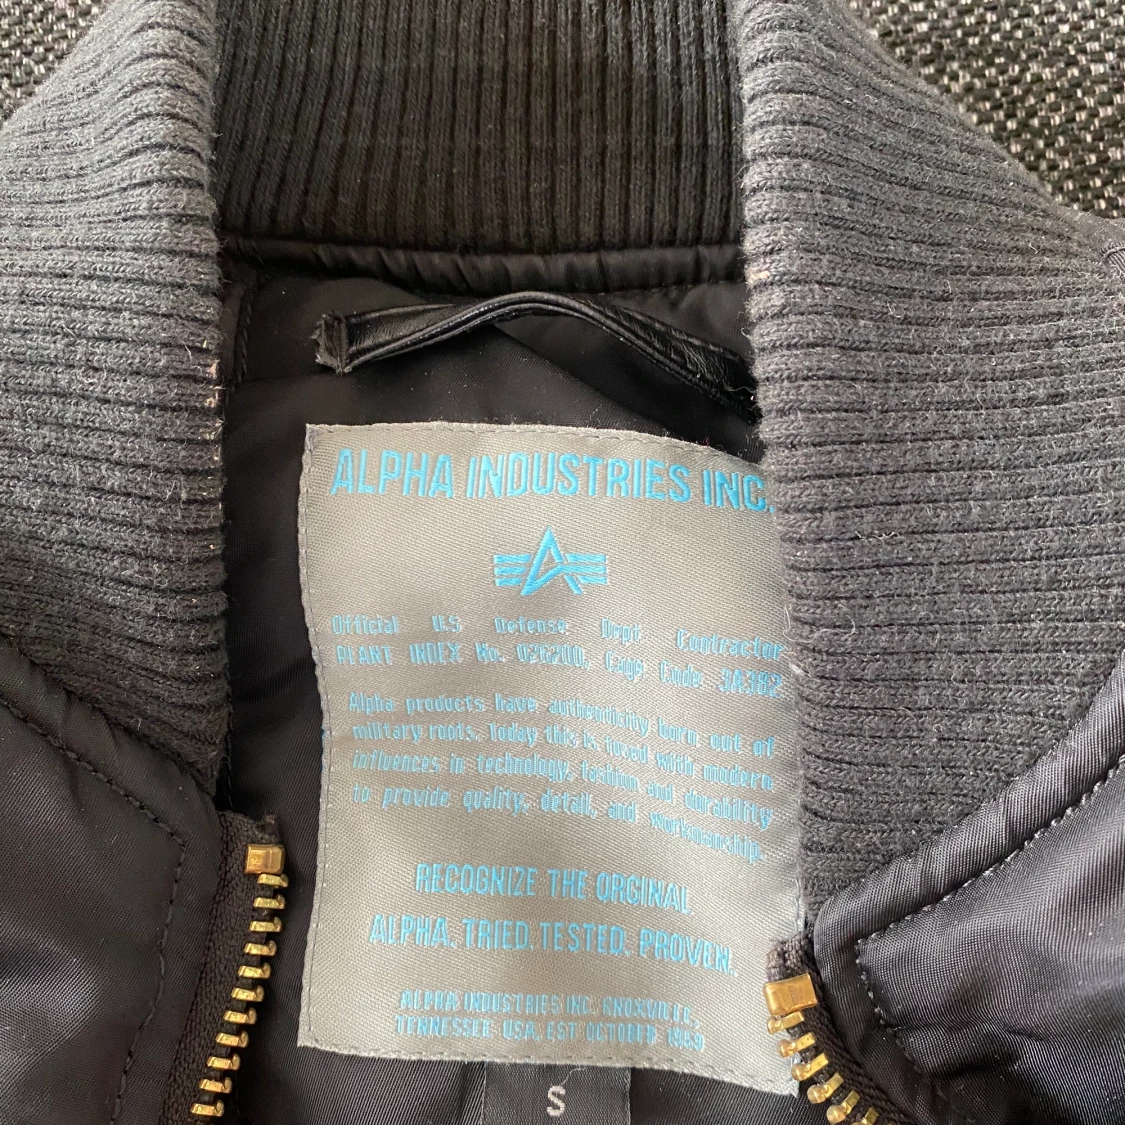 ALPHA INDUSTRIES INC.
Official U.S. Defense Dept. Contractor
PLANT INDEX No. 026200, Cage Code 3A382
Alpha products have authenticity born out of
military roots. Today this is fused with modern
influences in technology, fashion and durability
to provide quality, detail, and workmanship.
RECOGNIZE THE ORGINAL
ALPHA. TRIED. TESTED. PROVEN.
ALPHA INDUSTRIES INC. KNOXVILLE,
TENNESSEE USA, EST OCTOBER 1959
S